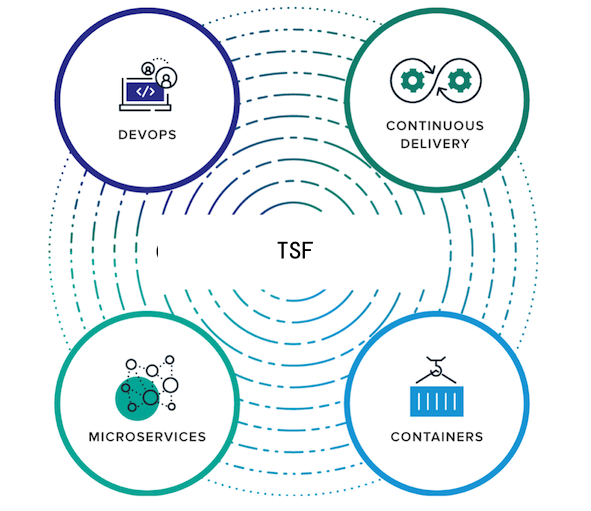 </>
DEVOPS
CONTINUOUS
DELIVERY
TSF
MICROSERVICES
CONTAINERS